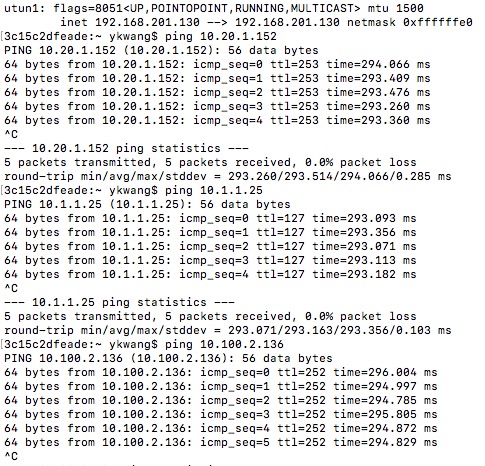 utun1: flags=8051<UP,POINTOPOINT,RUNNING,MULTICAST> mtu 1500
inet 192.168.201.130 --> 192.168.201.130 netmask 0xffffffe0
[3c15c2dfeade:~ ykwang$ ping 10.20.1.152
PING 10.20.1.152 (10.20.1.152): 56 data bytes
64 bytes from 10.20.1.152: icmp_seq=0 ttl=253 time=294.066 ms
64 bytes from 10.20.1.152: icmp_seq=1 ttl=253 time=293.409 ms
64 bytes from 10.20.1.152: icmp_seq=2 ttl=253 time=293.476 ms
64 bytes from 10.20.1.152: icmp_seq=3 ttl=253 time=293.260 ms
64 bytes from 10.20.1.152: icmp_seq=4 ttl=253 time=293.360 ms
^C
--- 10.20.1.152 ping statistics ---
5 packets transmitted, 5 packets received, 0.0% packet loss
round-trip min/avg/max/stddev = 293.260/293.514/294.066/0.285 ms
[3c15c2dfeade:~ ykwang$ ping 10.1.1.25
PING 10.1.1.25 (10.1.1.25): 56 data bytes
64 bytes from 10.1.1.25: icmp_seq=0 ttl=127 time=293.093 ms
64 bytes from 10.1.1.25: icmp_seq=1 ttl=127 time=293.356 ms
64 bytes from 10.1.1.25: icmp_seq=2 ttl=127 time=293.071 ms
64 bytes from 10.1.1.25: icmp_seq=3 ttl=127 time=293.113 ms
64 bytes from 10.1.1.25: icmp_seq=4 ttl=127 time=293.182 ms
^C
--- 10.1.1.25 ping statistics ---
5 packets transmitted, 5 packets received, 0.0% packet loss
round-trip min/avg/max/stddev = 293.071/293.163/293.356/0.103 ms
[3c15c2dfeade:~ ykwang$ ping 10.100.2.136
PING 10.100.2.136 (10.100.2.136): 56 data bytes
64 bytes from 10.100.2.136: icmp_seq=0 ttl=252 time=296.004 ms
64 bytes from 10.100.2.136: icmp_seq=1 ttl=252 time=294.997 ms
64 bytes from 10.100.2.136: icmp_seq=2 ttl=252 time=294.785 ms
64 bytes from 10.100.2.136: icmp_seq=3 ttl=252 time=295.805 ms
64 bytes from 10.100.2.136: icmp_seq=4 ttl=252 time=294.872 ms
64 bytes from 10.100.2.136: icmp_seq=5 ttl=252 time=294.829 ms
^C